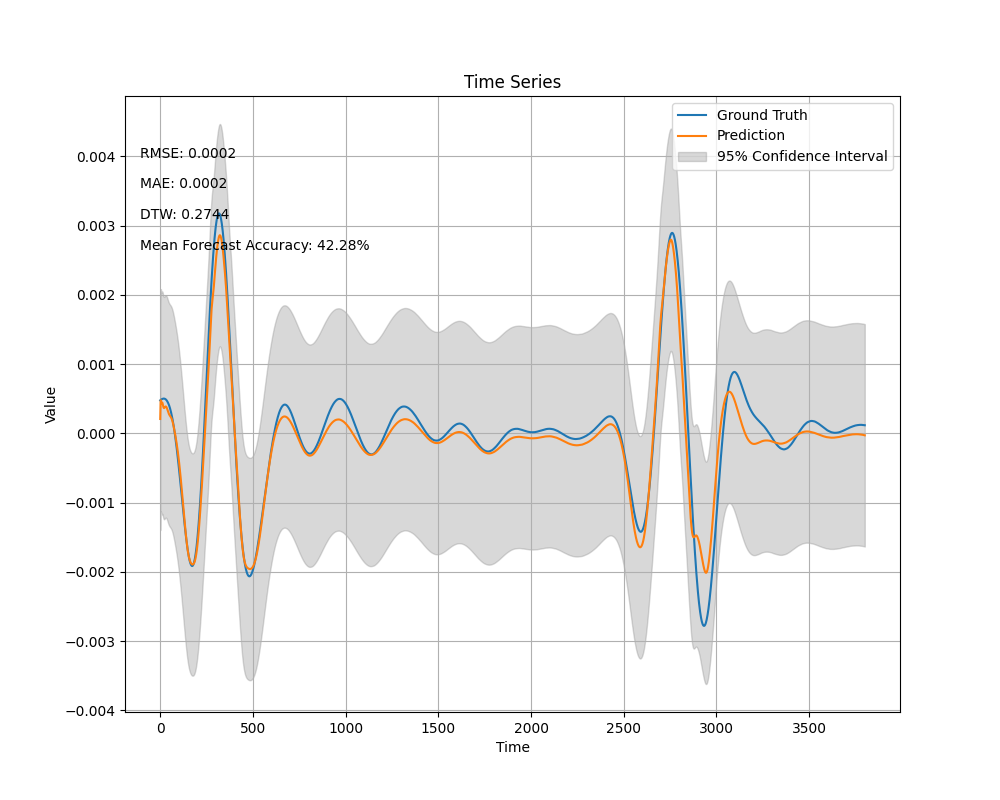 Time Series
Ground Truth
Prediction
95% Confidence Interval
RMSE: 0.0002
MAE: 0.0002
DTW: 0.2744
Mean Forecast Accuracy: 42.28%
Value
0.004
0.003
0.002
0.001
0.000
−0.001
−0.002
−0.003
−0.004
0 500 1000 1500 2000 2500 3000 3500
Time